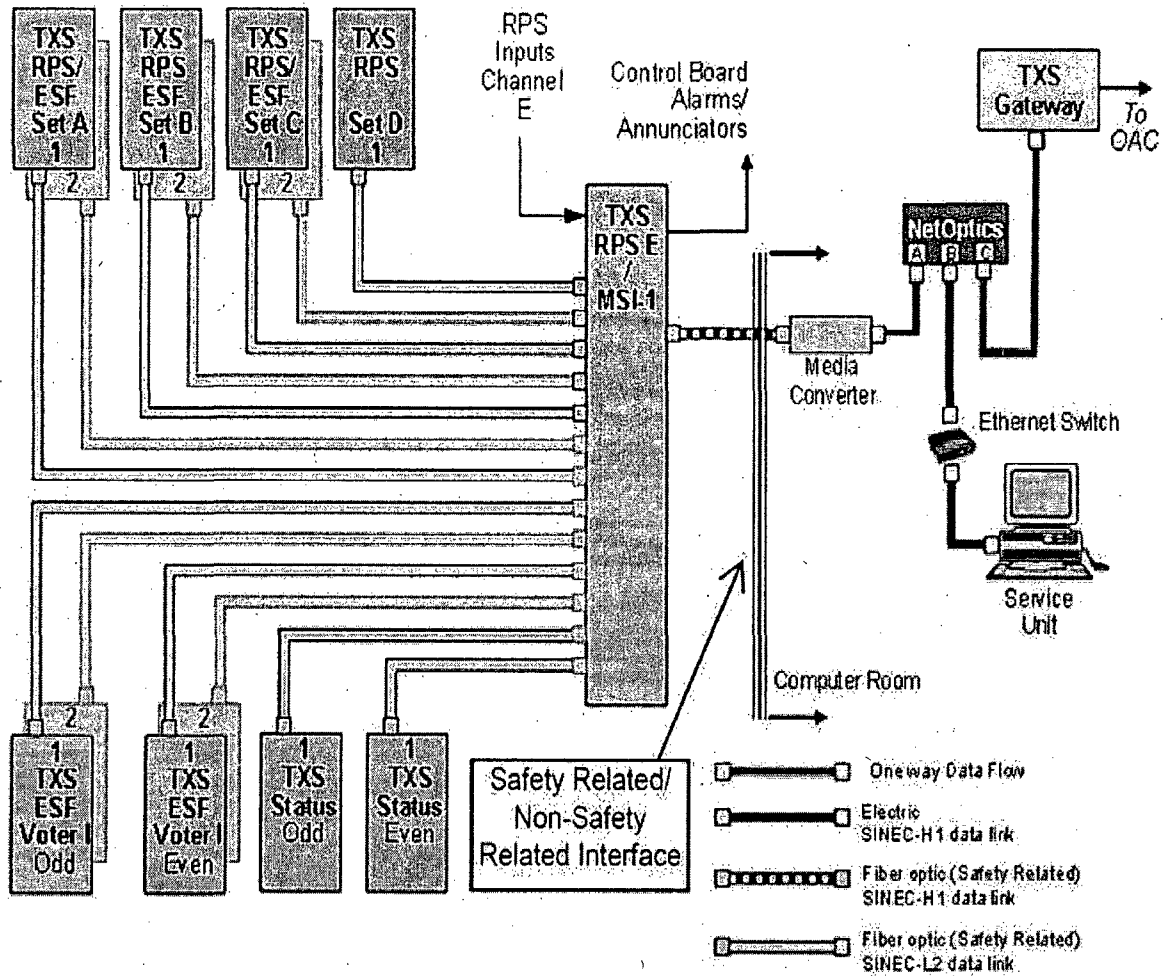 TXS
RPS/
ESF
Set A
1
2
TXS
RPS
ESF
Set B
1
2
TXS
RPS/
ESF
Set C
1
2
TXS
RPS
Set D
1
RPS
Inputs
Channel
E
Control Board
Alarms/
Annunciators
TXS
Gateway
To
OAC
TXS
RPS E
/
MSI-1
NetOptics
A B C
Media
Converter
Ethernet Switch
Service
Unit
Computer Room
2
1
TXS
ESF
Voter I
Odd
2
1
TXS
ESF
Voter I
Even
1
TXS
Status
Odd
1
TXS
Status
Even
Safety Related/
Non-Safety
Related Interface
One way Data Flow
Electric
SINEC-H1 data link
Fiber optic (Safety Related)
SINEC-H1 data link
Fiber optic (Safety Related)
SINEC-L2 data link